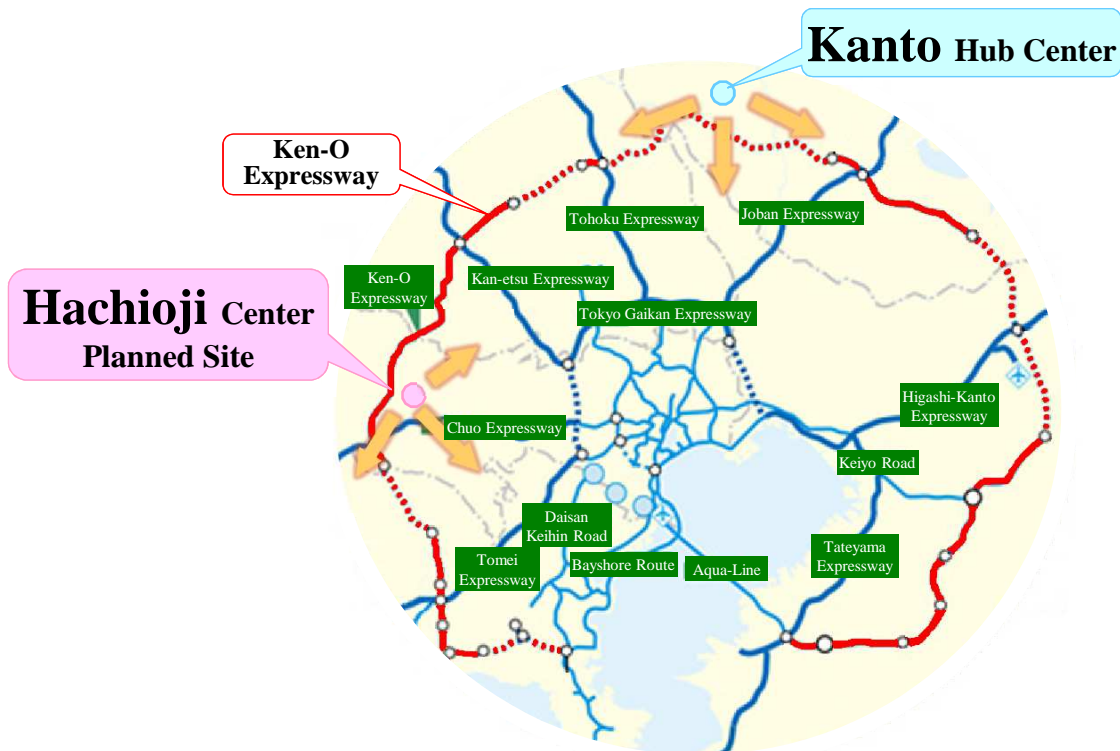 Kanto Hub Center
Ken-O
Expressway
Tohoku Expressway
Joban Expressway
Ken-O
Expressway
Kan-etsu Expressway
Hachioji Center
Planned Site
Tokyo Gaikan Expressway
Higashi-Kanto
Expressway
Chuo Expressway
Keiyo Road
Daisan
Keihin Road
Tomei
Expressway
Bayshore Route
Aqua-Line
Tateyama
Expressway